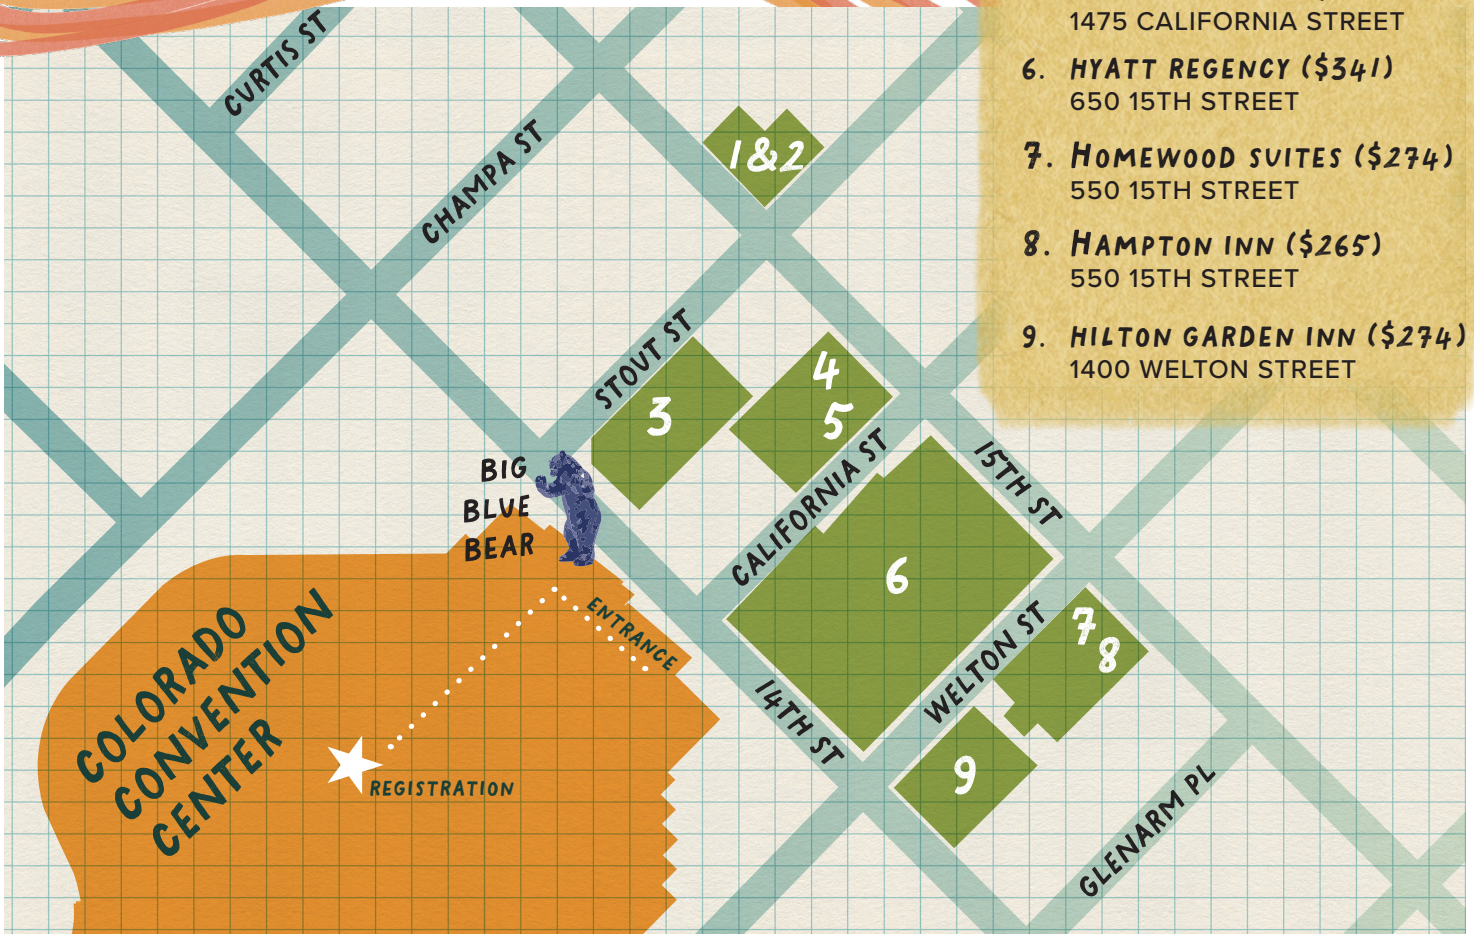 1475 CALIFORNIA STREET
6. HYATT REGENCY ($341)
650 15TH STREET
7. HOMEWOOD SUITES ($274)
550 15TH STREET
8. HAMPTON INN ($265)
550 15TH STREET
9. HILTON GARDEN INN ($274)
1400 WELTON STREET
CURTIS ST
CHAMPA ST
1&2
STOUT ST
3
4
5
BIG
BLUE
BEAR
CALIFORNIA ST
15TH ST
6
ENTRANCE
WELTON ST
7
8
14TH ST
9
GLENARM PL
COLORADO
CONVENTION
CENTER
REGISTRATION